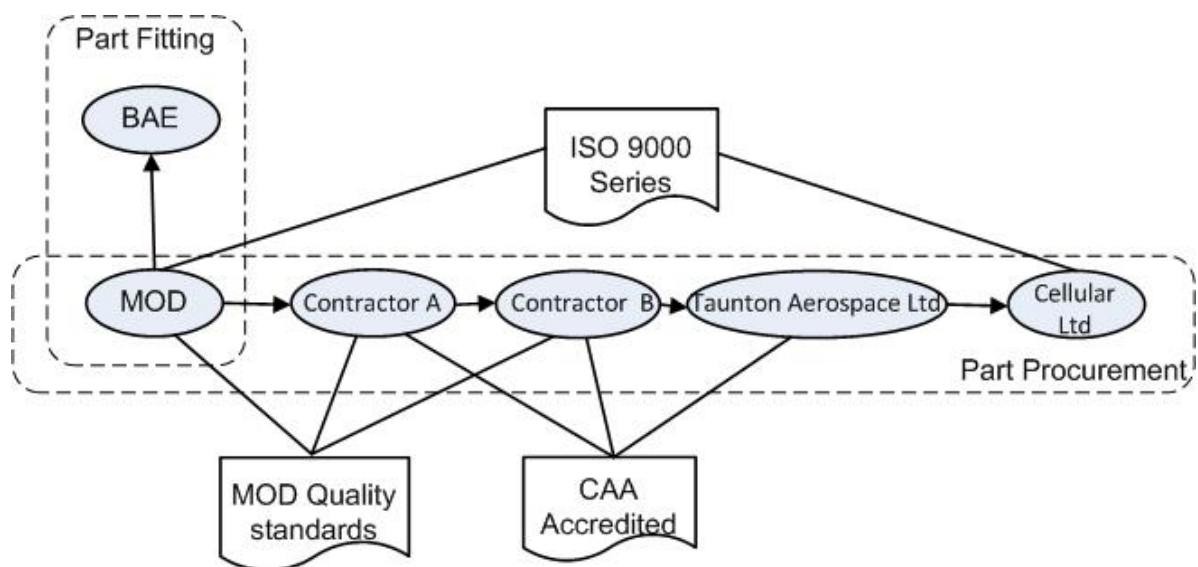 Part Fitting
BAE
ISO 9000
Series
MOD
Contractor A
Contractor B
Taunton Aerospace Ltd
Cellular
Ltd
Part Procurement
MOD Quality
standards
CAA
Accredited